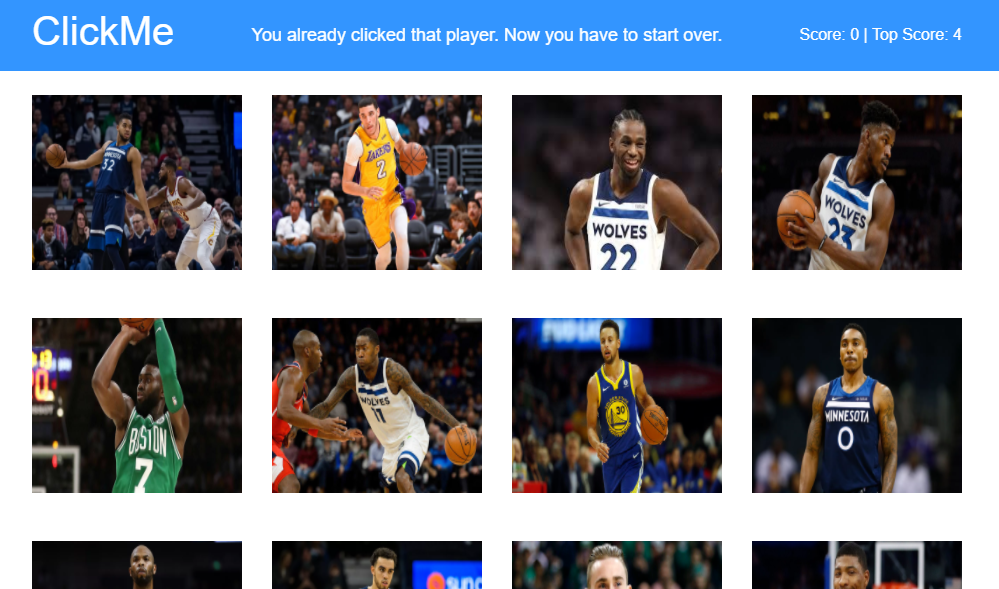 ClickMe
You already clicked that player. Now you have to start over.
Score: 0 | Top Score: 4
32
LAKERS
2
WOLVES
22
WOLVES
23
BOSTON
7
WOLVES
11
30
MINNESOTA
0